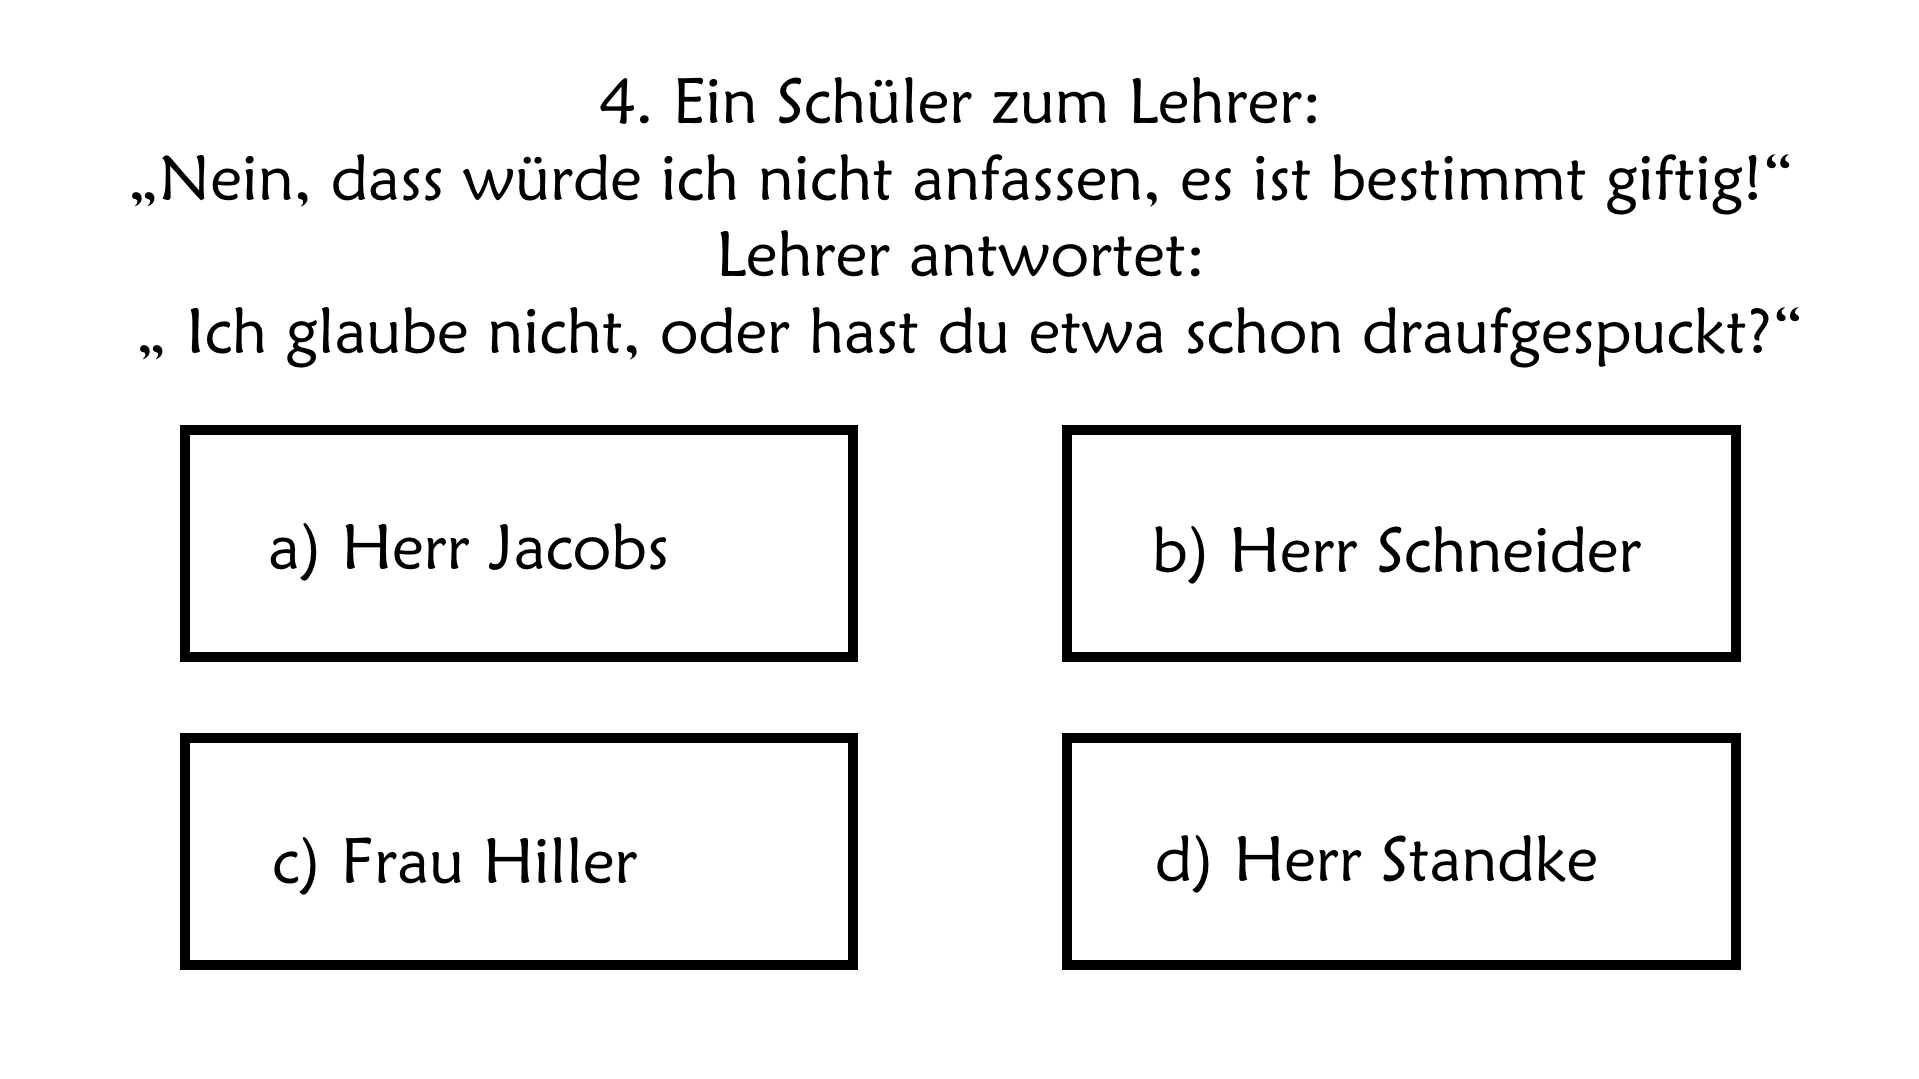 4. Ein Schüler zum Lehrer:
„Nein, dass würde ich nicht anfassen, es ist bestimmt giftig!“
Lehrer antwortet:
„ Ich glaube nicht, oder hast du etwa schon draufgespuckt?“
a) Herr Jacobs
b) Herr Schneider
c) Frau Hiller
d) Herr Standke